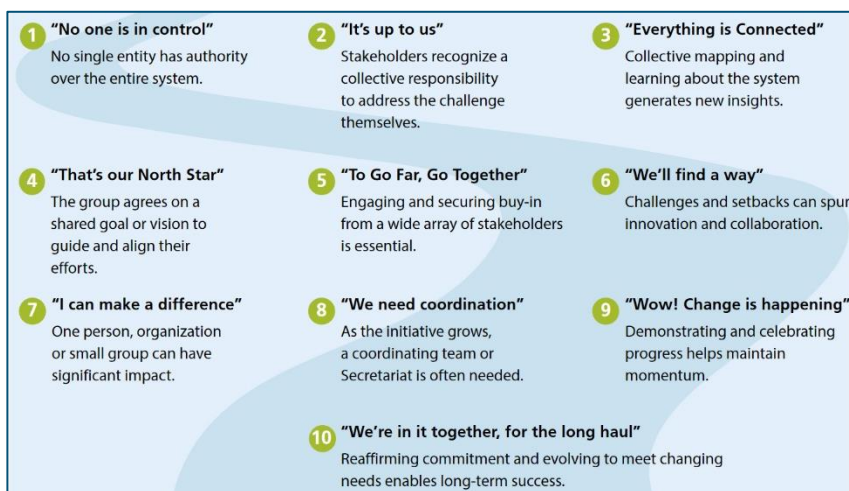 1 "No one is in control"
No single entity has authority
over the entire system.
2 "It's up to us"
Stakeholders recognize a
collective responsibility
to address the challenge
themselves.
3 "Everything is Connected"
Collective mapping and
learning about the system
generates new insights.
4 "That's our North Star"
The group agrees on a
shared goal or vision to
guide and align their
efforts.
5 "To Go Far, Go Together"
Engaging and securing buy-in
from a wide array of stakeholders
is essential.
6 "We'll find a way"
Challenges and setbacks can spur
innovation and collaboration.
7 "I can make a difference"
One person, organization
or small group can have
significant impact.
8 "We need coordination"
As the initiative grows,
a coordinating team or
Secretariat is often needed.
9 "Wow! Change is happening"
Demonstrating and celebrating
progress helps maintain
momentum.
10 "We're in it together, for the long haul"
Reaffirming commitment and evolving to meet changing
needs enables long-term success.